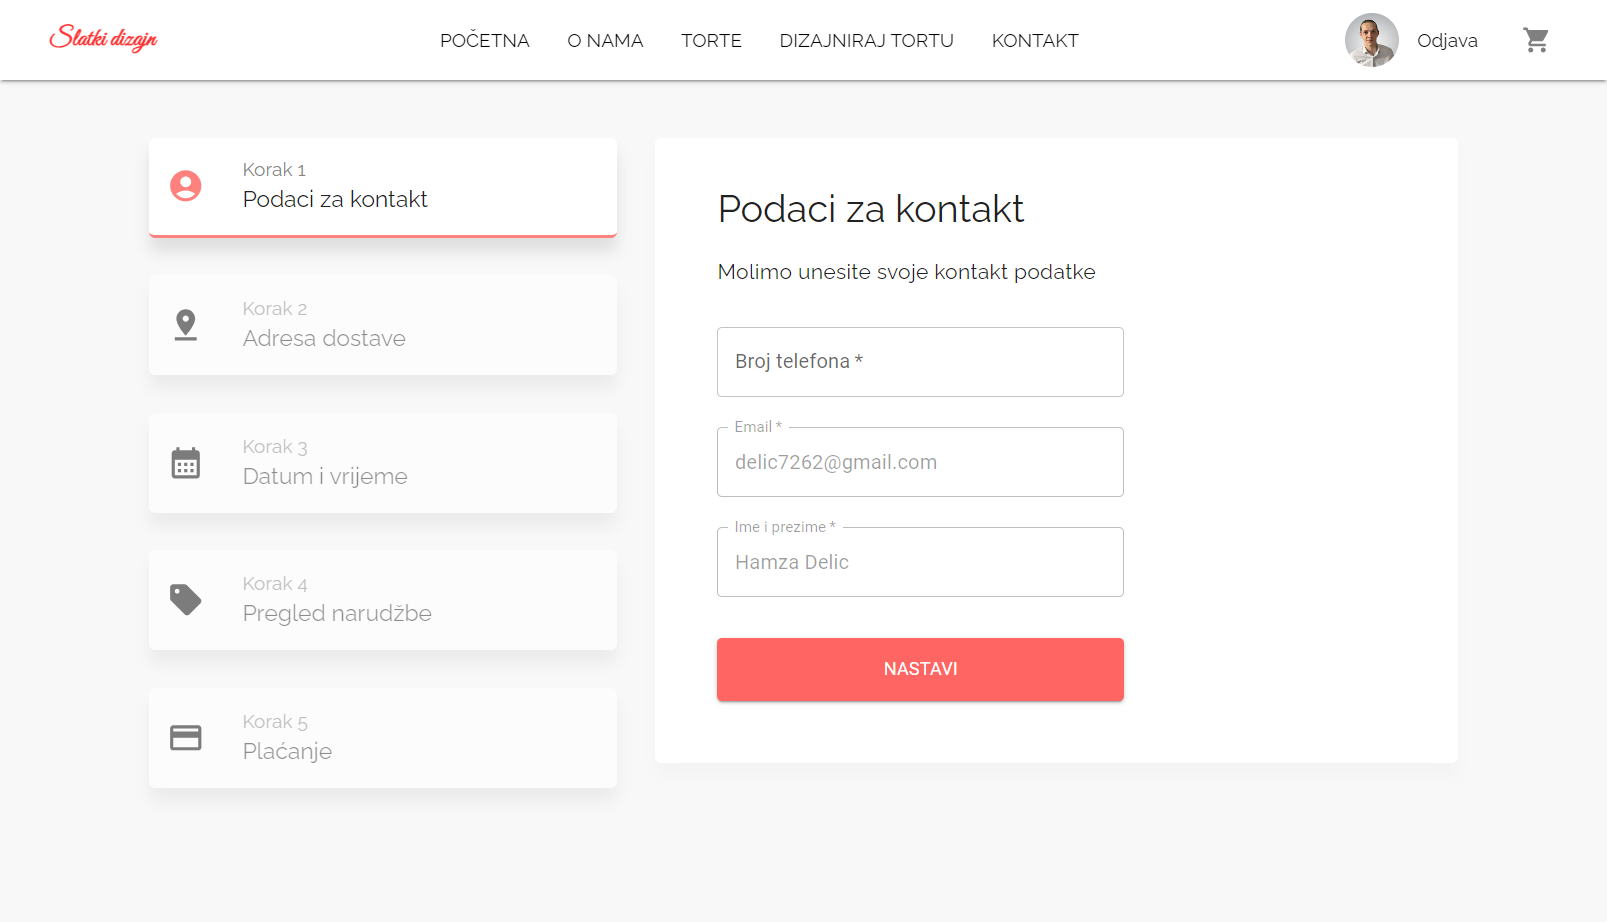 Slatki dizajn
POČETNA O NAMA TORTE DIZAJNIRAJ TORTU KONTAKT
Odjava
Korak 1
Podaci za kontakt
Korak 2
Adresa dostave
Korak 3
Datum i vrijeme
Korak 4
Pregled narudžbe
Korak 5
Plaćanje
Podaci za kontakt
Molimo unesite svoje kontakt podatke
Broj telefona *
Email *
delic7262@gmail.com
Ime i prezime *
Hamza Delic
NASTAVI